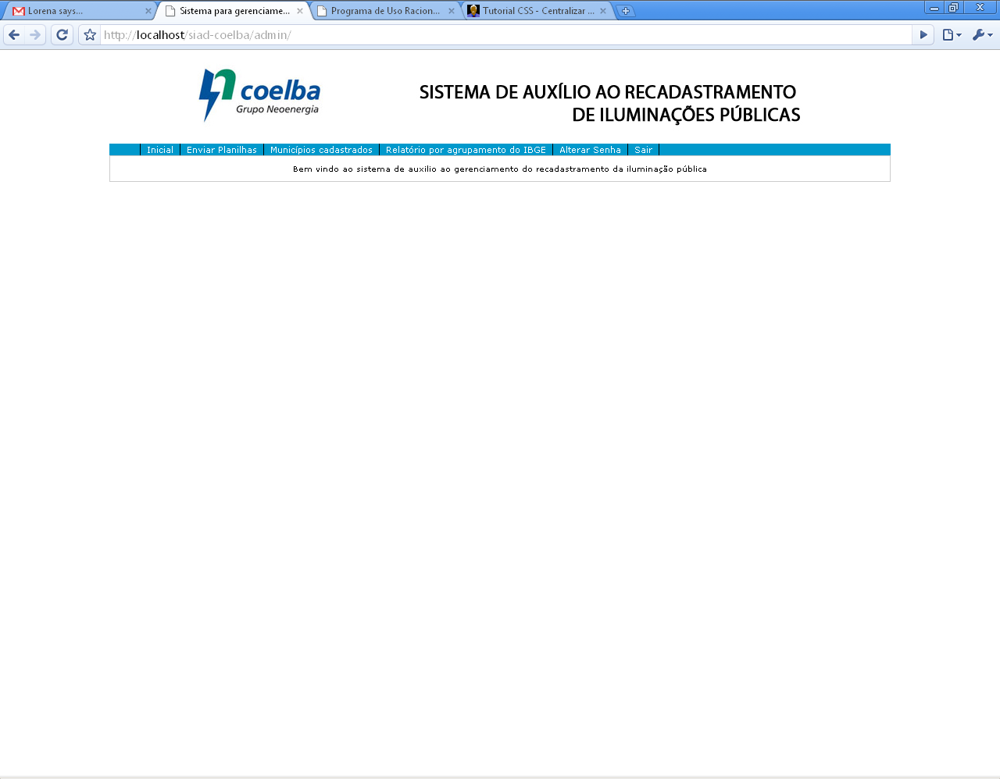 Lorena says...
Sistema para gerenciame...
Programa de Uso Racion...
Tutorial CSS - Centralizar ...
http://localhost/siad-coelba/admin/
coelba
Grupo Neoenergia
SISTEMA DE AUXÍLIO AO RECADASTRAMENTO
DE ILUMINAÇÕES PÚBLICAS
Inicial Enviar Planilhas Municípios cadastrados Relatório por agrupamento do IBGE Alterar Senha Sair
Bem vindo ao sistema de auxilio ao gerenciamento do recadastramento da iluminação pública